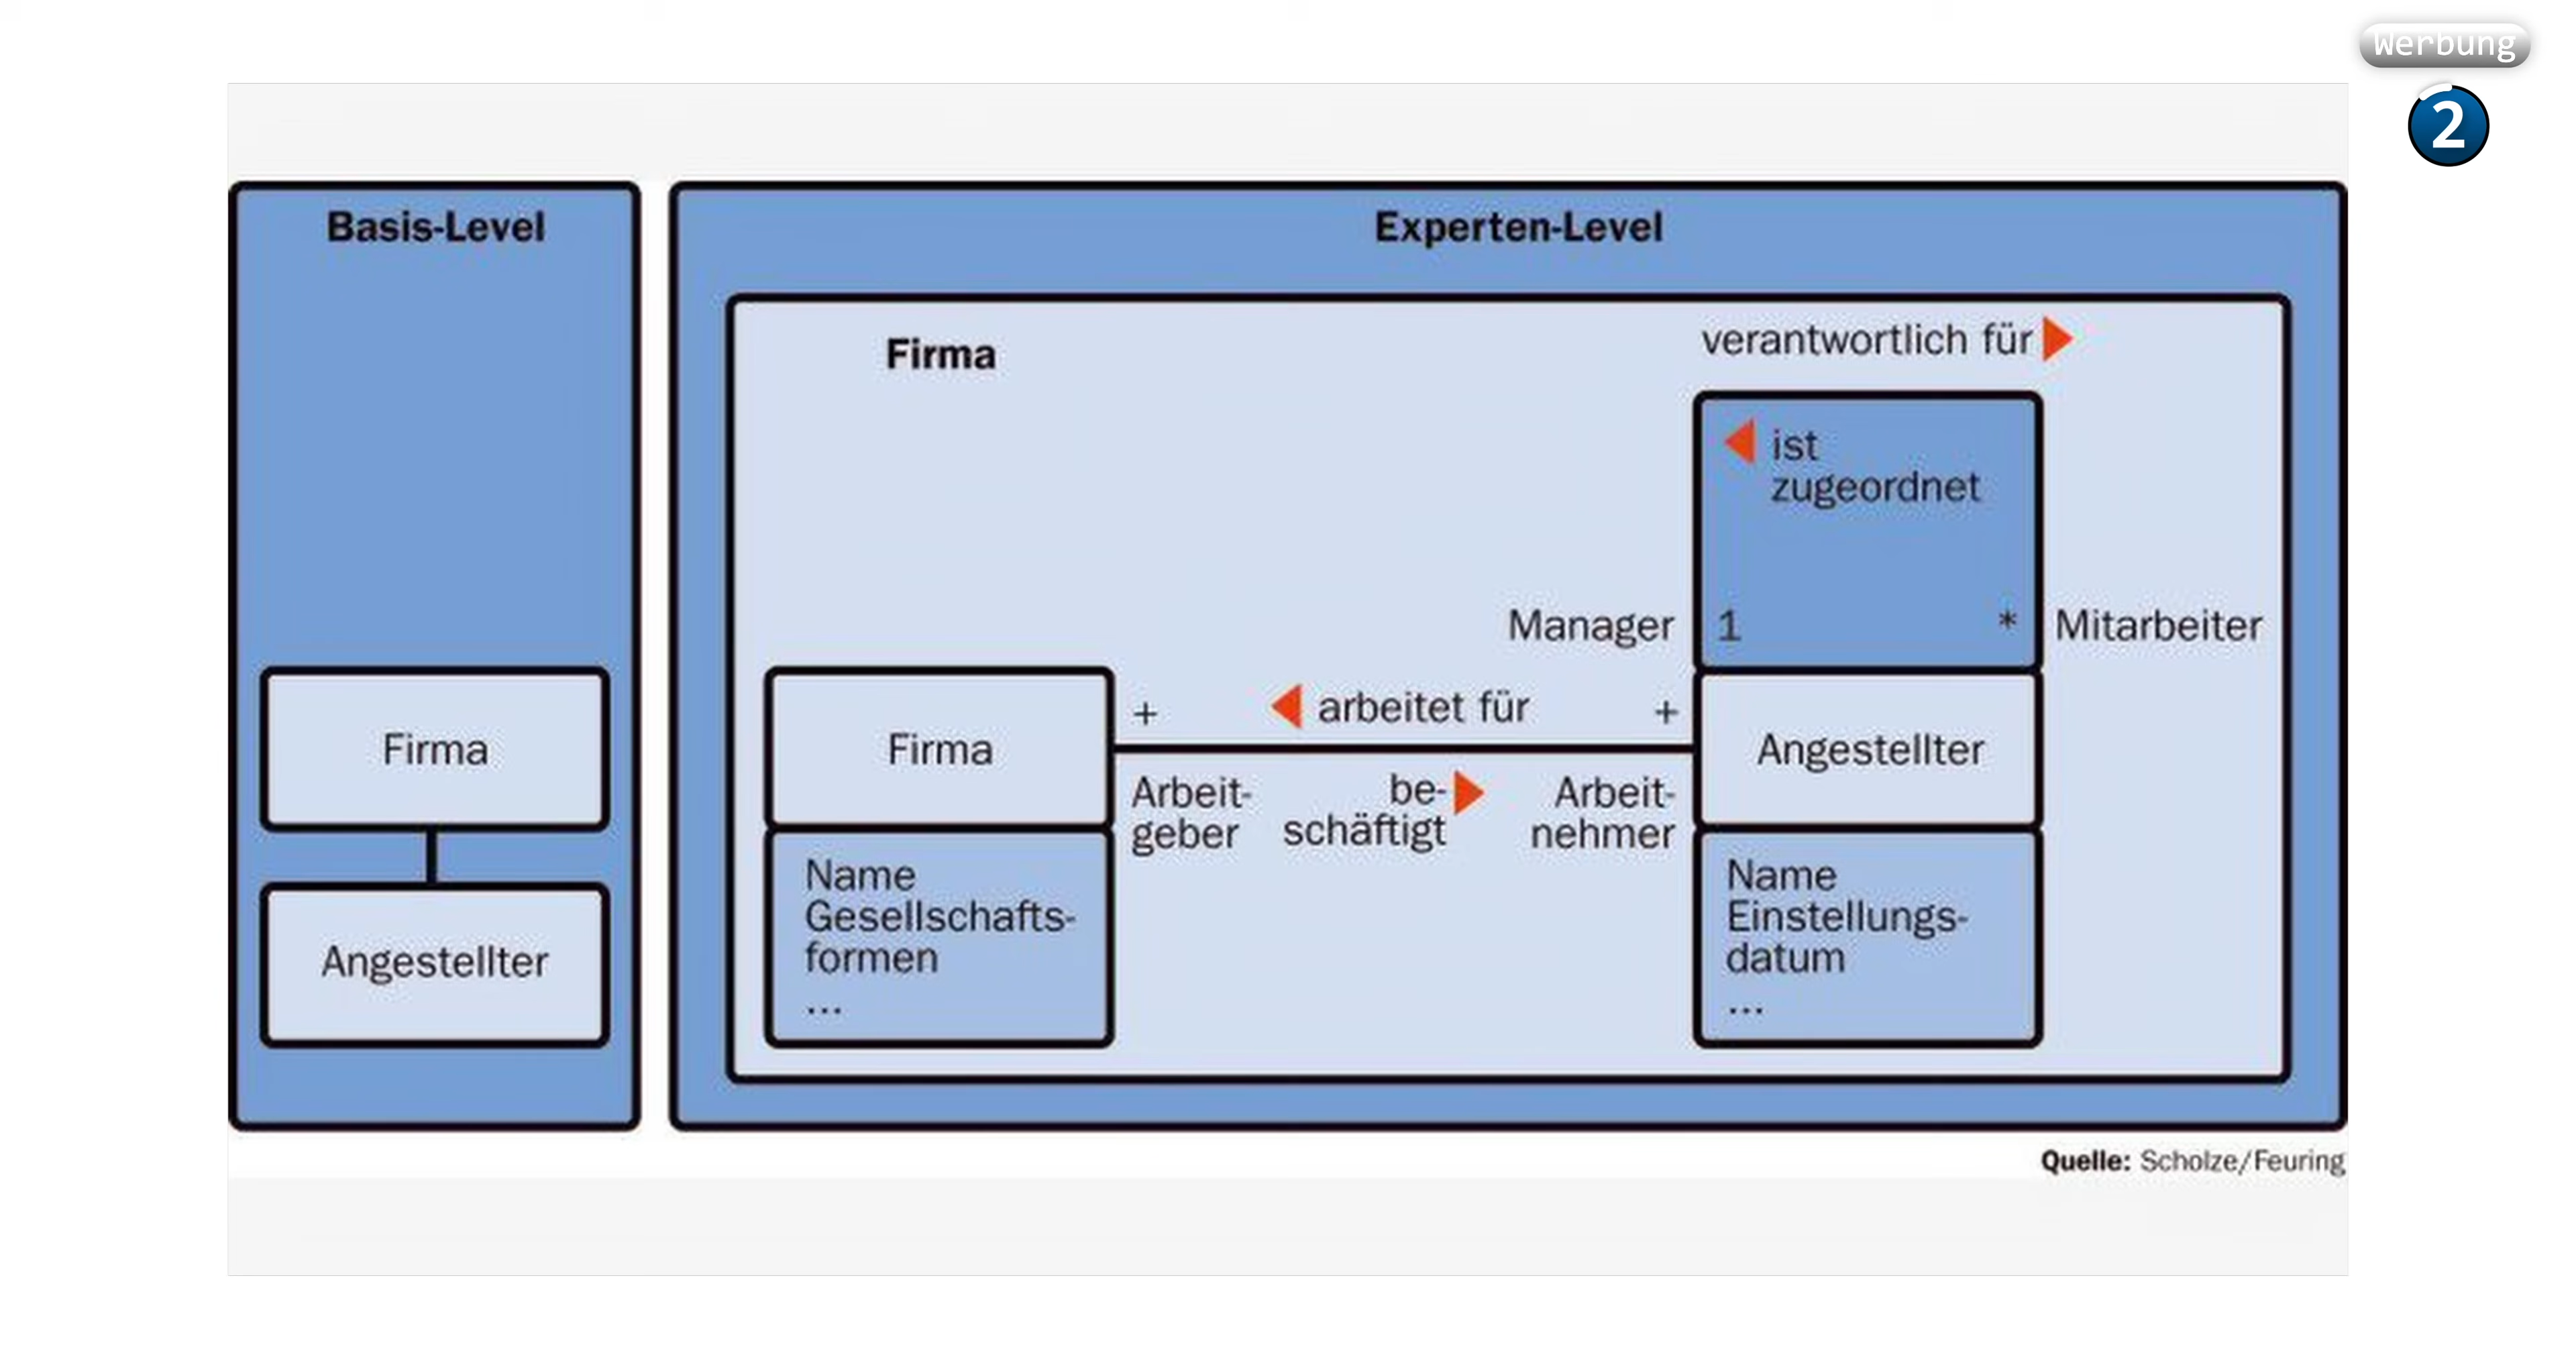 Werbung
2
Basis-Level
Firma
Angestellter
Experten-Level
Firma
verantwortlich für
ist
zugeordnet
Manager
1
*
Mitarbeiter
Firma
+
arbeitet für
+
Angestellter
Arbeit-
geber
be-
schäftigt
Arbeit-
nehmer
Name
Gesellschafts-
formen
...
Name
Einstellungs-
datum
...
Quelle: Scholze/Feuring